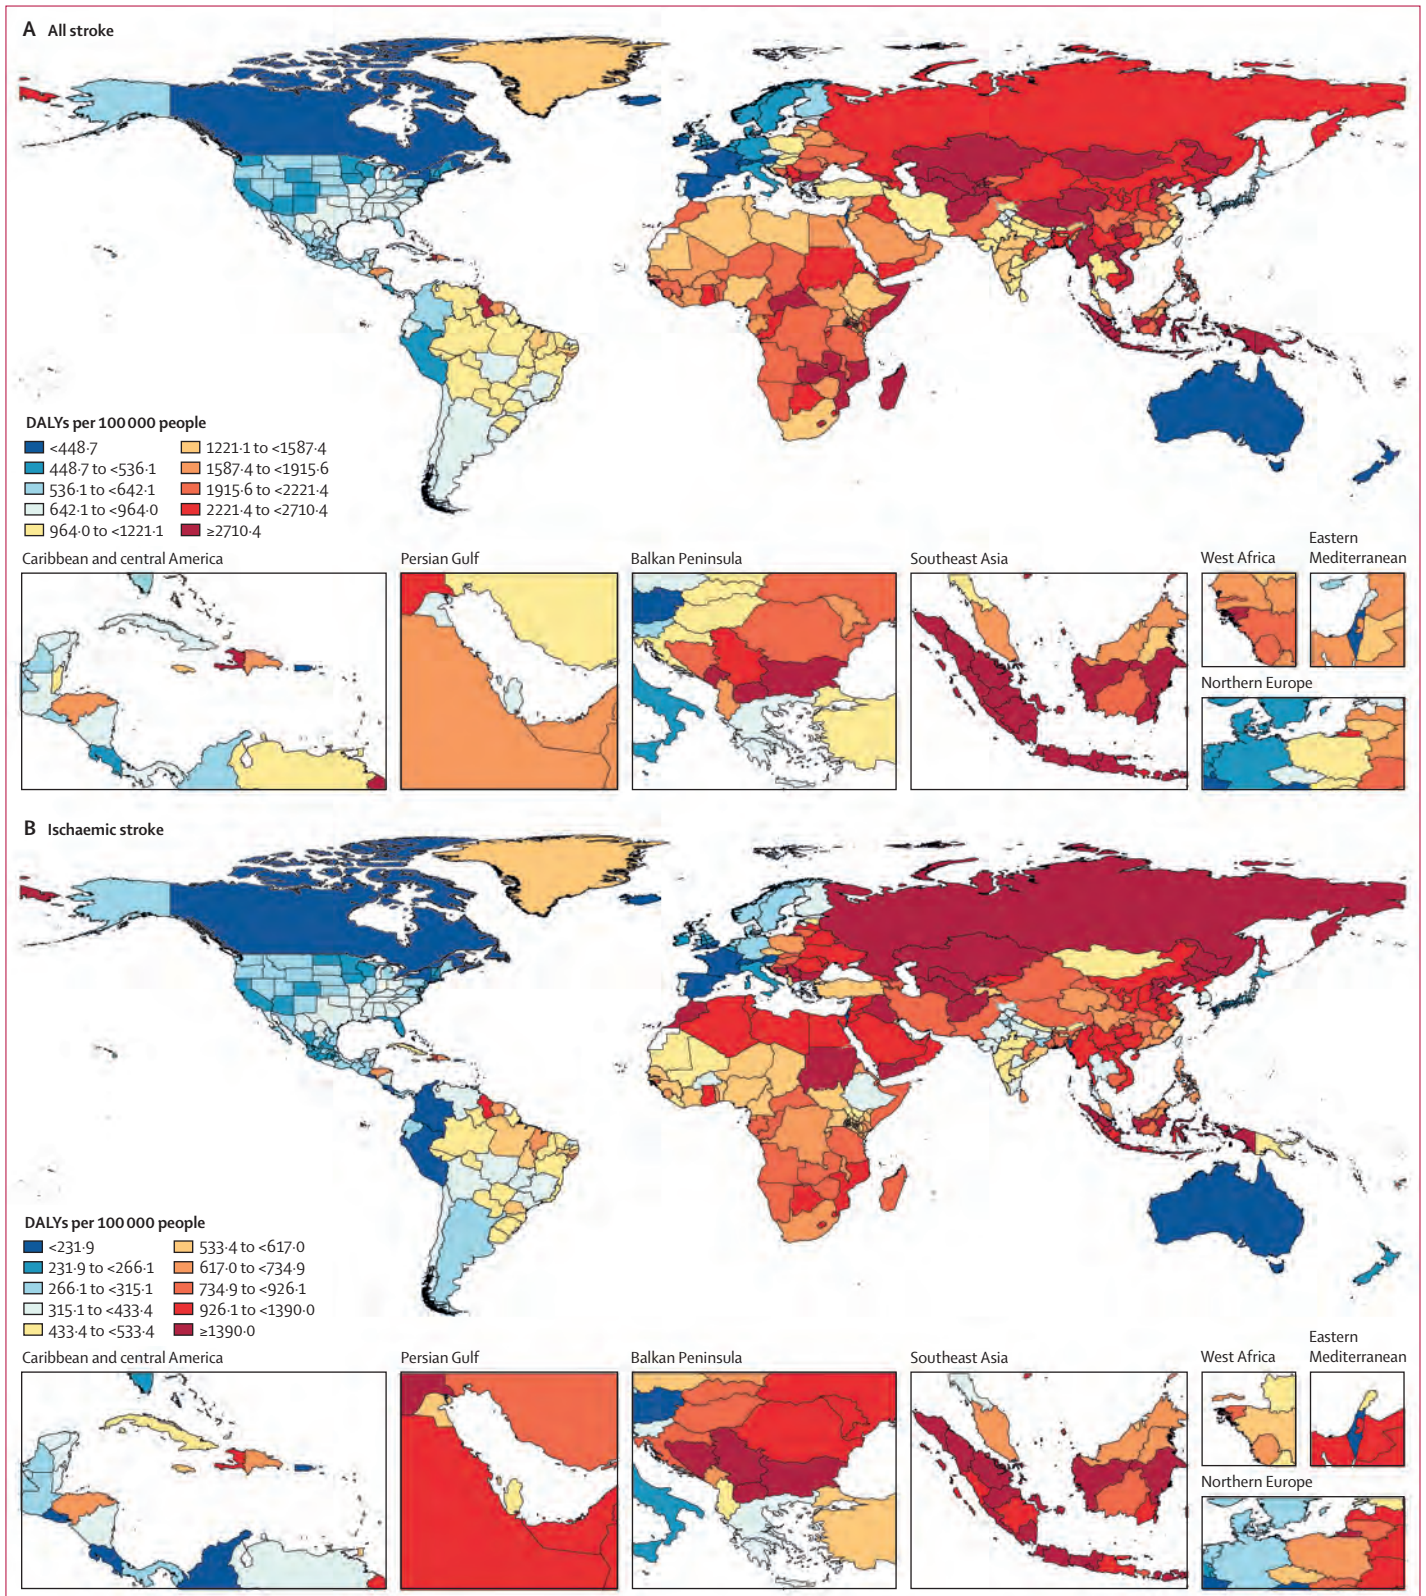 A All stroke
DALYs per 100 000 people
<448·7
448·7 to <536·1
536·1 to <642·1
642·1 to <964·0
964·0 to <1221·1
1221·1 to <1587·4
1587·4 to <1915·6
1915·6 to <2221·4
2221·4 to <2710·4
≥2710·4
Caribbean and central America
Persian Gulf
Balkan Peninsula
Southeast Asia
West Africa
Eastern
Mediterranean
Northern Europe
B Ischaemic stroke
DALYs per 100 000 people
<231·9
231·9 to <266·1
266·1 to <315·1
315·1 to <433·4
433·4 to <533·4
533·4 to <617·0
617·0 to <734·9
734·9 to <926·1
926·1 to <1390·0
≥1390·0
Caribbean and central America
Persian Gulf
Balkan Peninsula
Southeast Asia
West Africa
Eastern
Mediterranean
Northern Europe